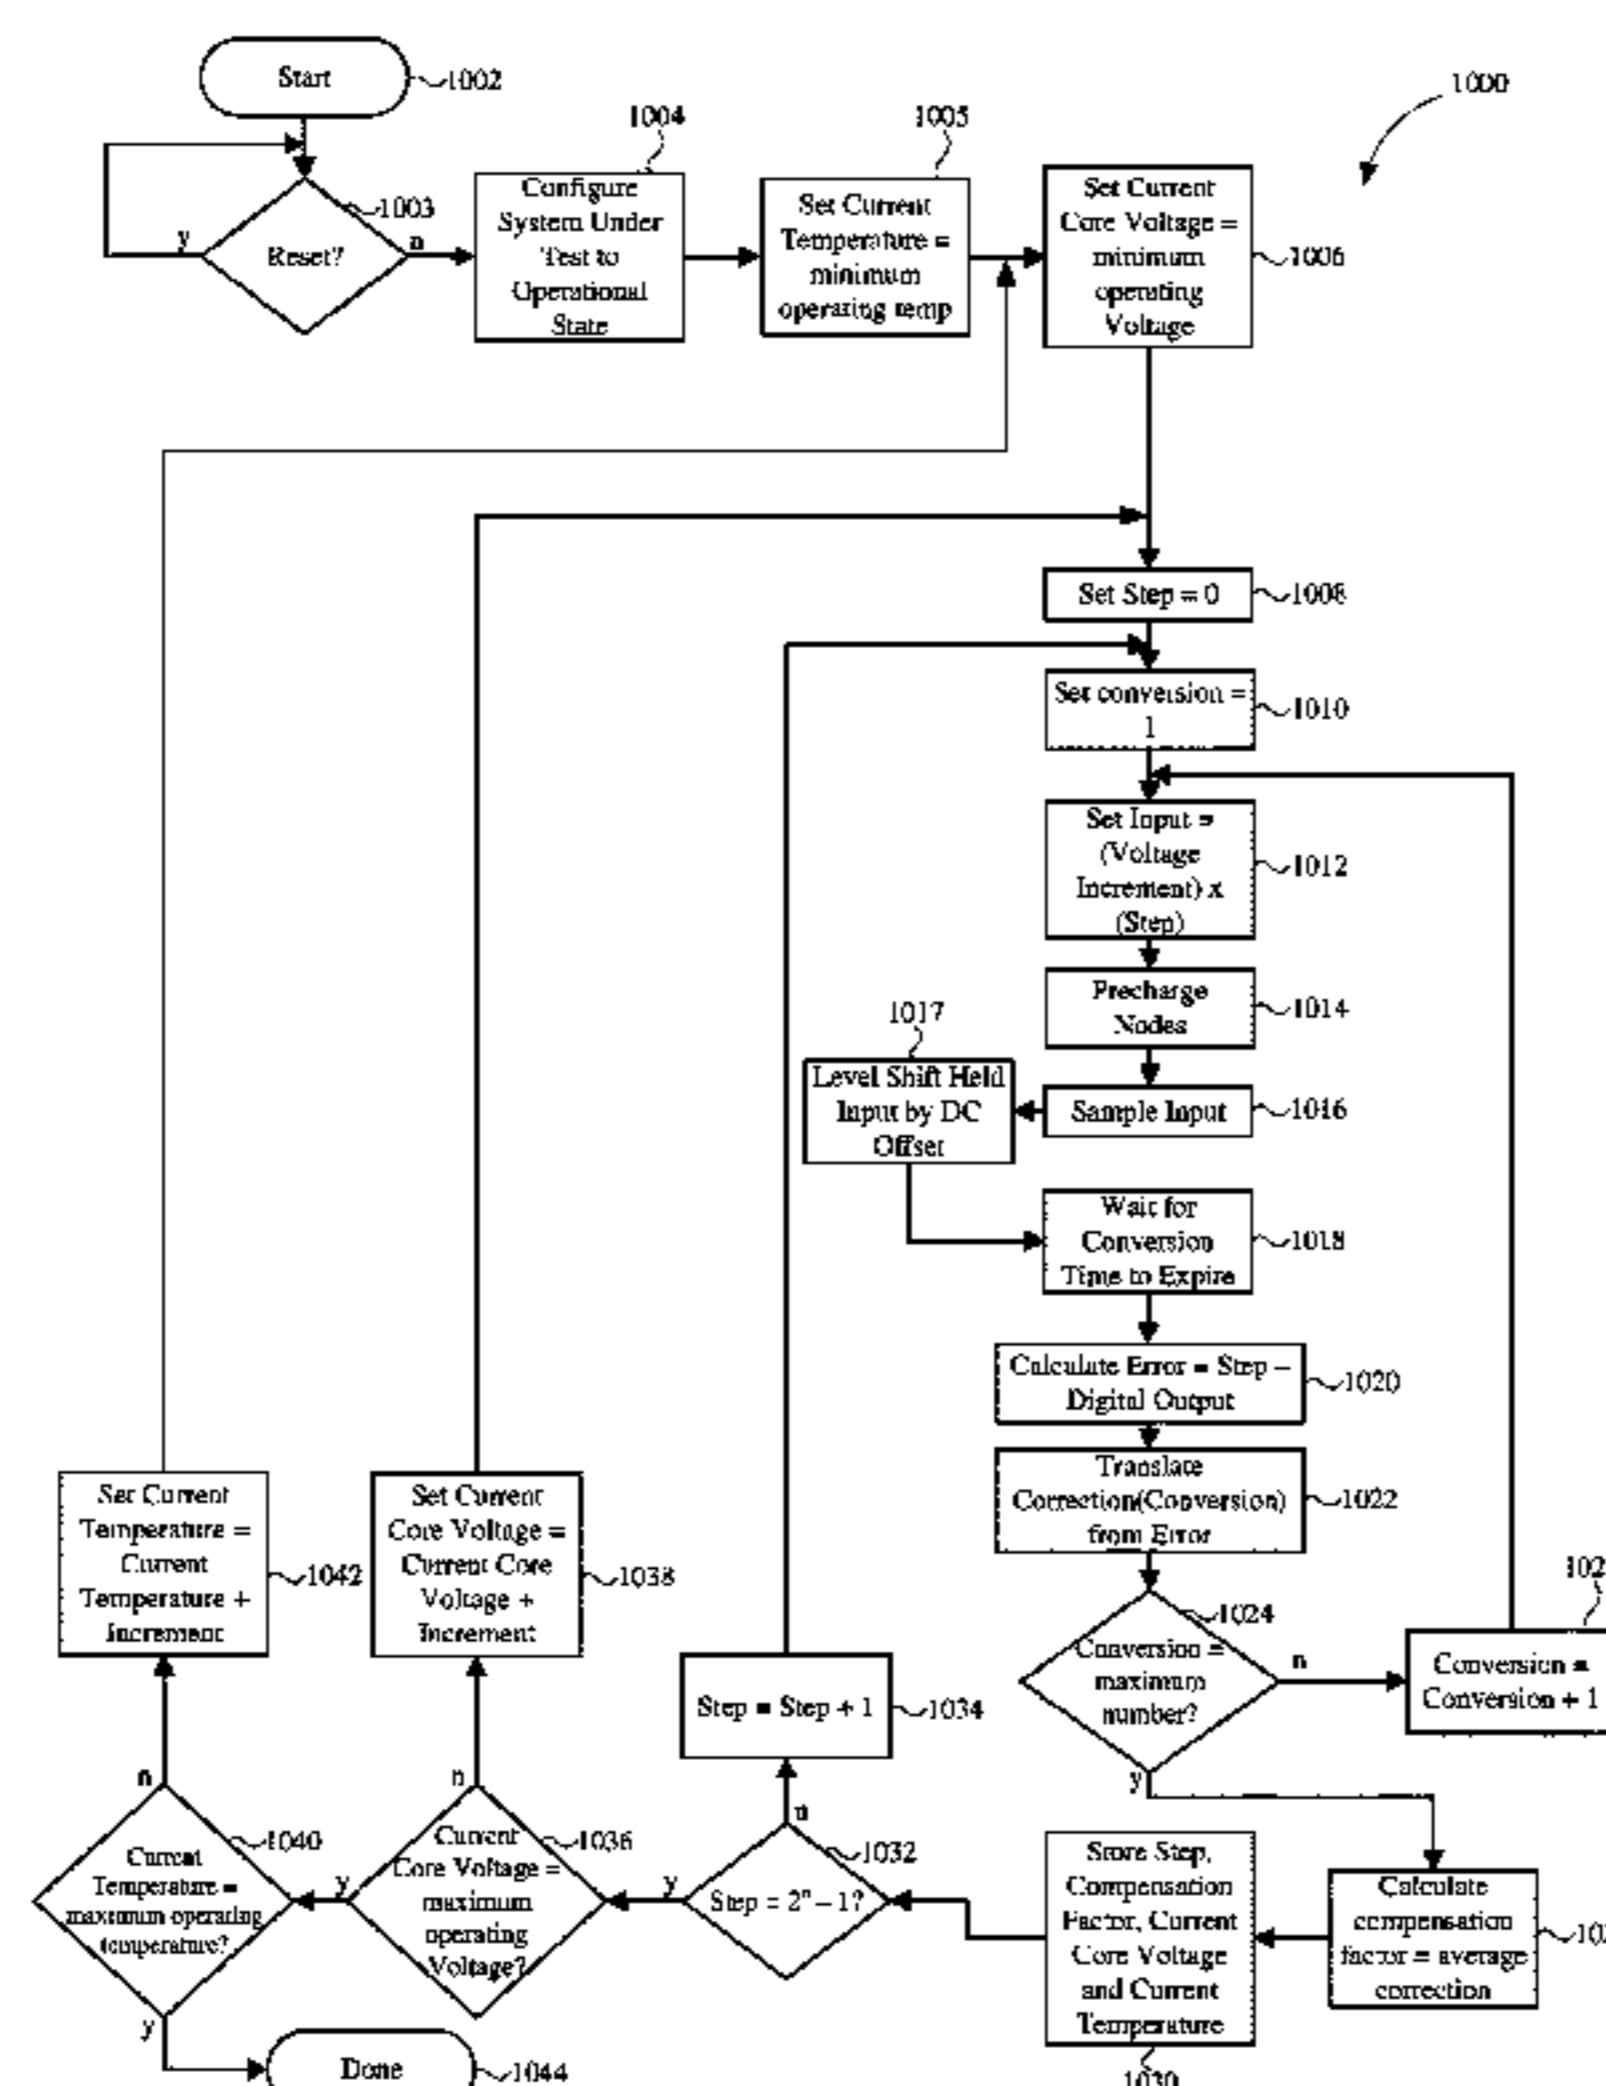 Start
1002
1000
1004
1005
1003
Reset?
y
n
Configure
System Under
Test to
Operational
State
Set Current
Temperature =
minimum
operating temp
Set Current
Core Voltage =
minimum
operating
Voltage
1006
Set Step = 0
1008
Set conversion =
1
1010
Set Input =
(Voltage
Increment) x
(Step)
1012
Precharge
Nodes
1014
1017
Level Shift Held
Input by DC
Offset
Sample Input
1016
Wait for
Conversion
Time to Expire
1018
Calculate Error = Step –
Digital Output
1020
Translate
Correction(Conversion)
from Error
1022
Set Current
Temperature =
Current
Temperature +
Increment
1042
Set Current
Core Voltage =
Current Core
Voltage +
Increment
1038
1024
Conversion =
maximum
number?
n
y
102
Conversion =
Conversion + 1
Step = Step + 1
1034
n
n
n
1040
Current
Temperature =
maximum operating
temperature?
y
1036
Current
Core Voltage =
maximum
operating
Voltage?
y
1032
Step = 2ⁿ – 1?
y
Store Step,
Compensation
Factor, Current
Core Voltage
and Current
Temperature
1030
Calculate
compensation
factor = average
correction
102
Done
1044